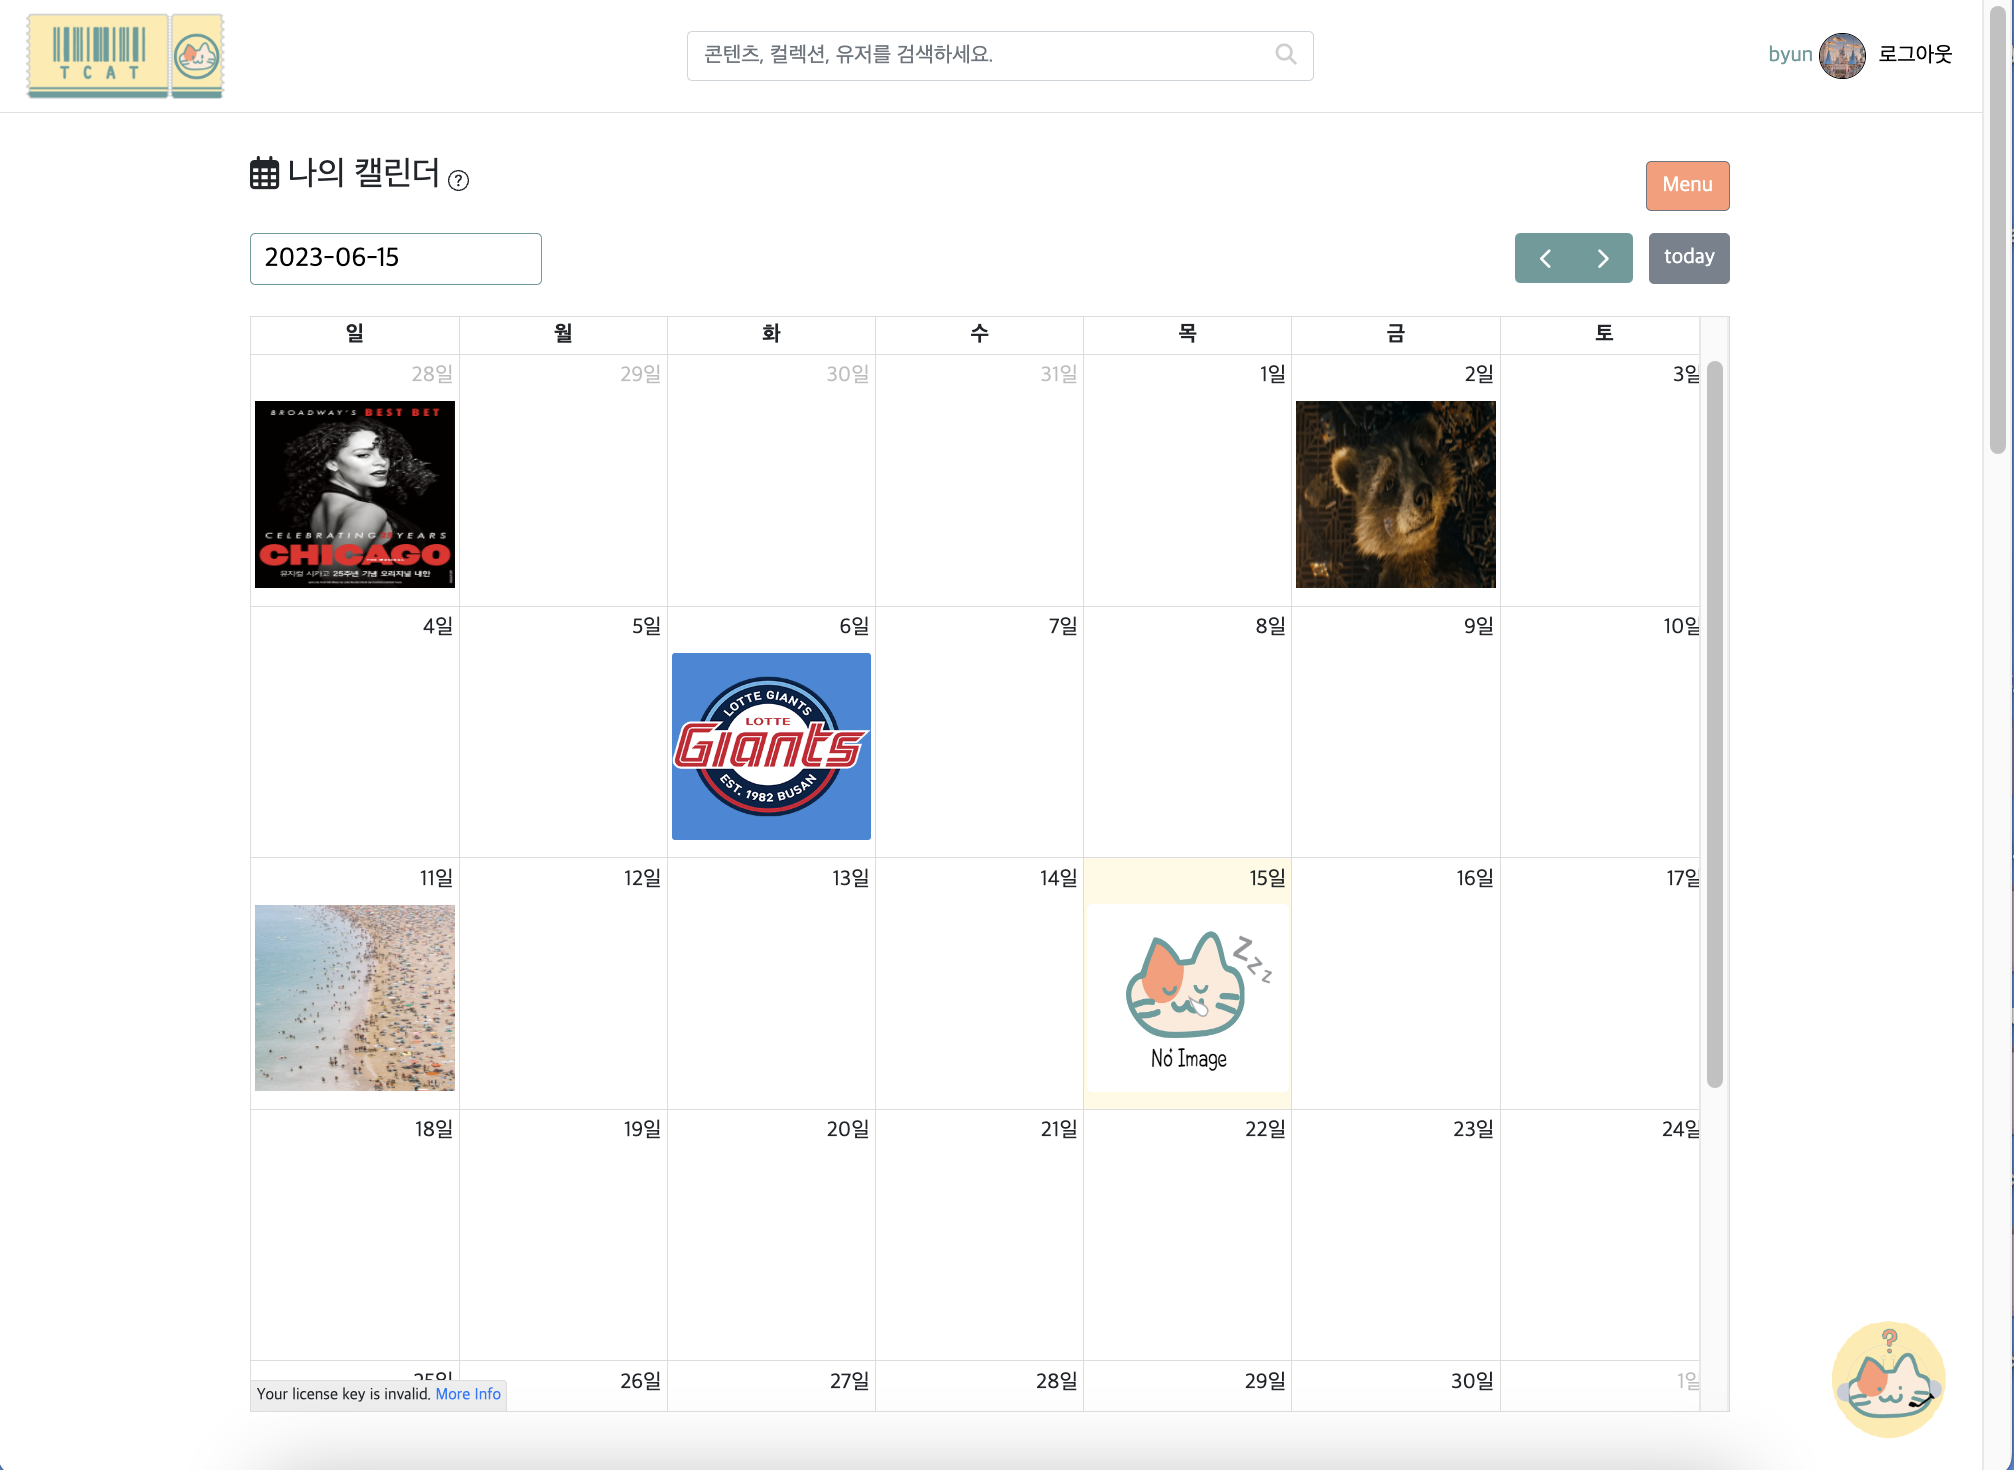 TCAT
콘텐츠, 컬렉션, 유저를 검색하세요.
byun
로그아웃
나의 캘린더 ?
Menu
2023-06-15
today
일 월 화 수 목 금 토
28일 29일 30일 31일 1일 2일 3일
BROADWAY'S BEST BET
CELEBRATING YEARS
CHICAGO
뮤지컬 시카고 25주년 기념 오리지널 내한
4일 5일 6일 7일 8일 9일 10일
LOTTE GIANTS
LOTTE
Giants
EST. 1982 BUSAN
11일 12일 13일 14일 15일 16일 17일
Zzz
No Image
18일 19일 20일 21일 22일 23일 24일
25일 26일 27일 28일 29일 30일 1일
Your license key is invalid. More Info
?